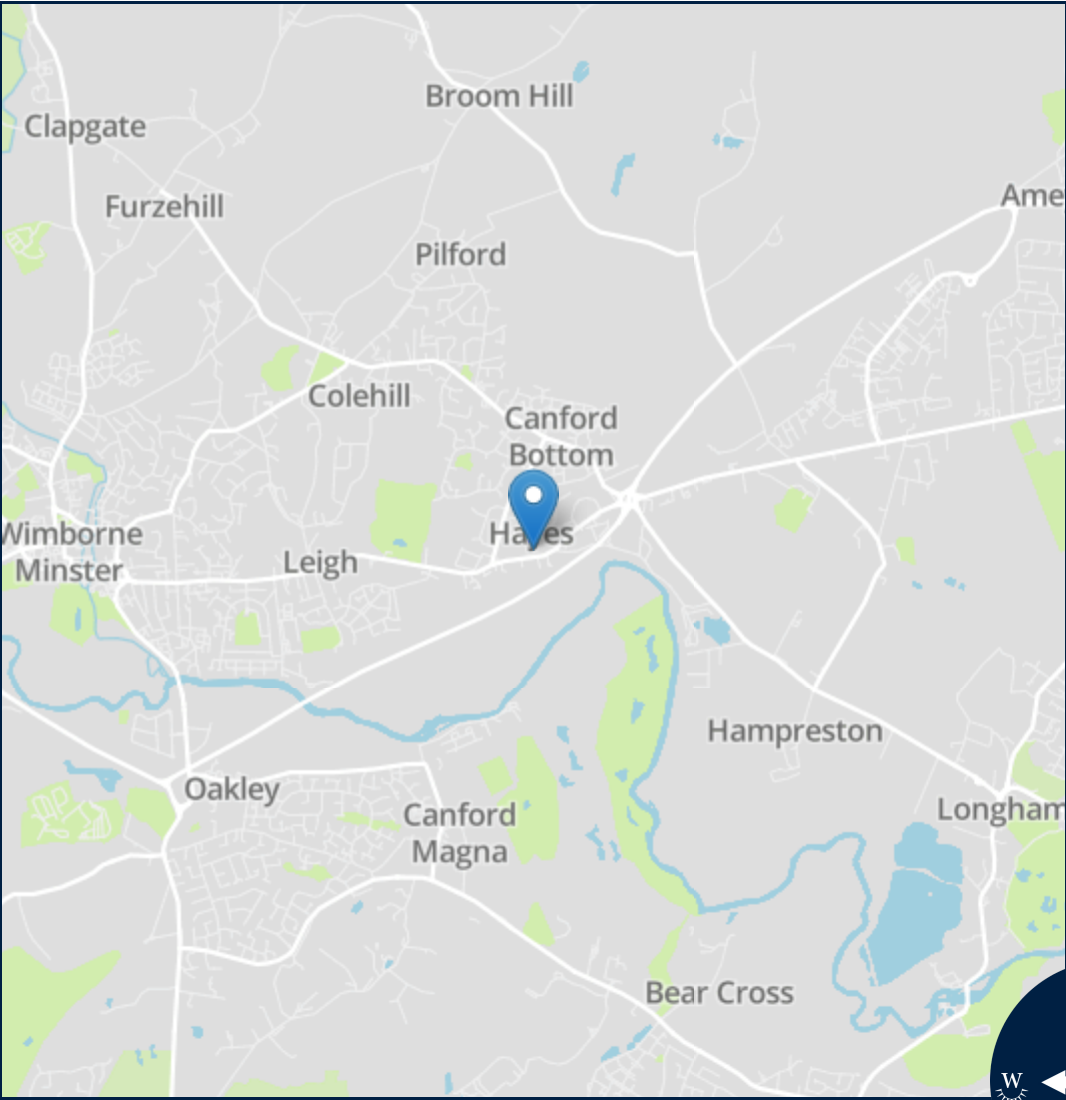 Broom Hill
Clapgate
Ame
Furzehill
Pilford
Colehill
Canford
Bottom
Hayes
Wimborne
Minster
Leigh
Hampreston
Oakley
Canford
Magna
Longham
Bear Cross
W